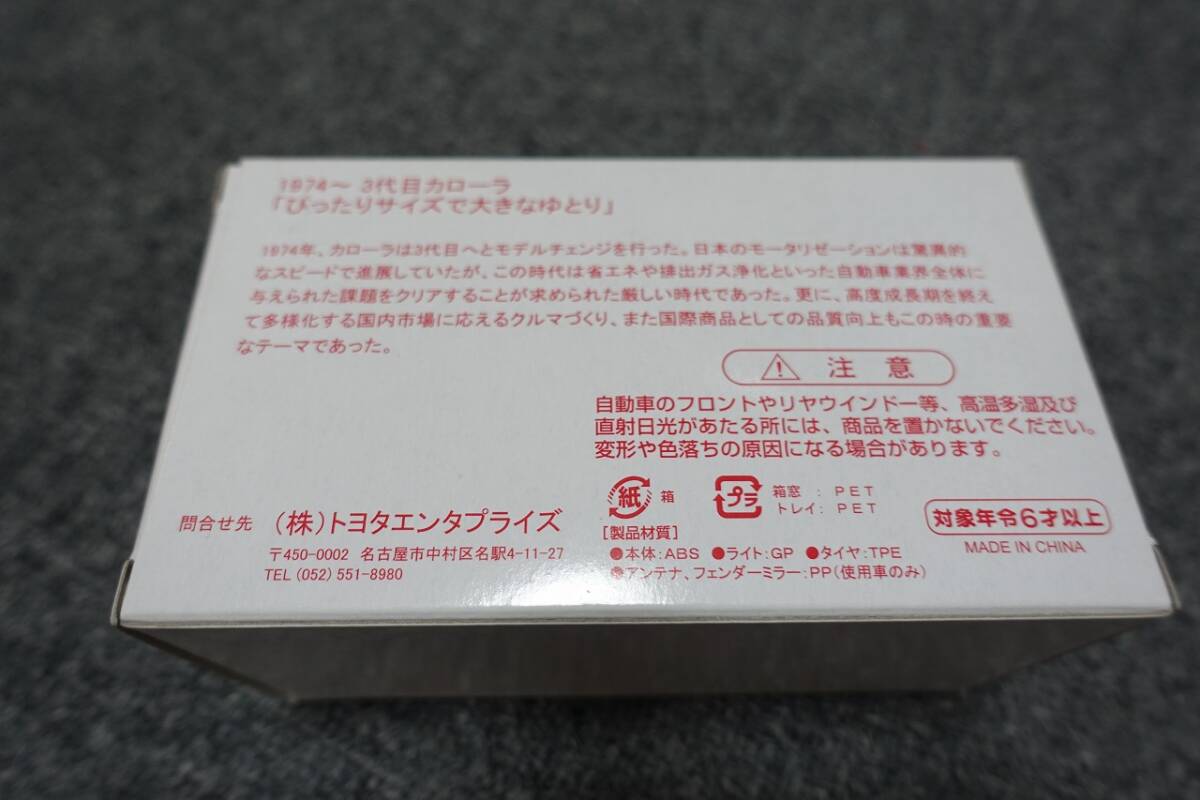 1974～ 3代目カローラ
「ぴったりサイズで大きなゆとり」
1974年、カローラは3代目へとモデルチェンジを行った。日本のモータリゼーションは驚異的
なスピードで進展していたが、この時代は省エネや排出ガス浄化といった自動車業界全体に
与えられた課題をクリアすることが求められた厳しい時代であった。更に、高度成長期を終え
て多様化する国内市場に応えるクルマづくり、また国際商品としての品質向上もこの時の重要
なテーマであった。
注 意
自動車のフロントやリヤウインドー等、高温多湿及び
直射日光があたる所には、商品を置かないでください。
変形や色落ちの原因になる場合があります。
紙 箱
プラ 箱窓 : PET
トレイ: PET
対象年令6才以上
MADE IN CHINA
[製品材質]
●本体:ABS ●ライト:GP ●タイヤ:TPE
●アンテナ、フェンダーミラー:PP(使用車のみ)
問合せ先 (株)トヨタエンタプライズ
〒450-0002 名古屋市中村区名駅4-11-27
TEL (052) 551-8980